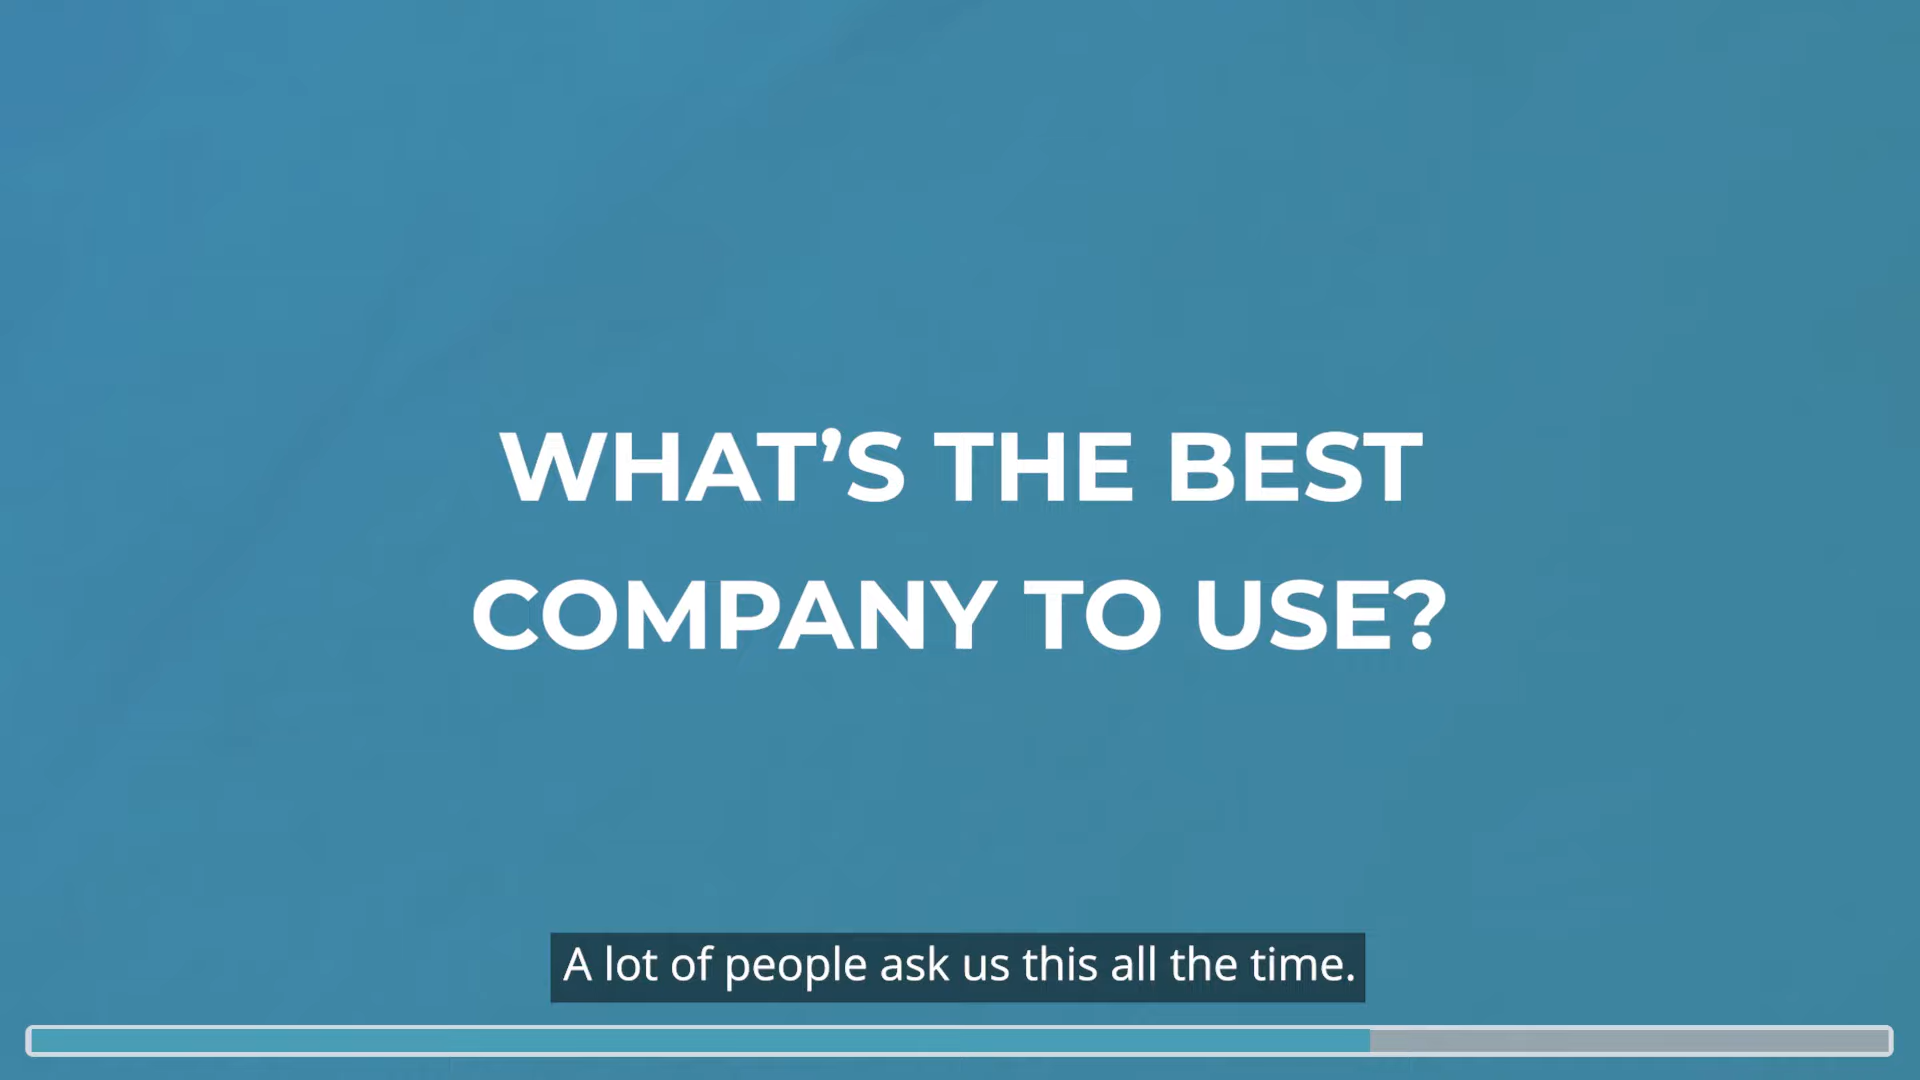 WHAT’S THE BEST
COMPANY TO USE?
A lot of people ask us this all the time.